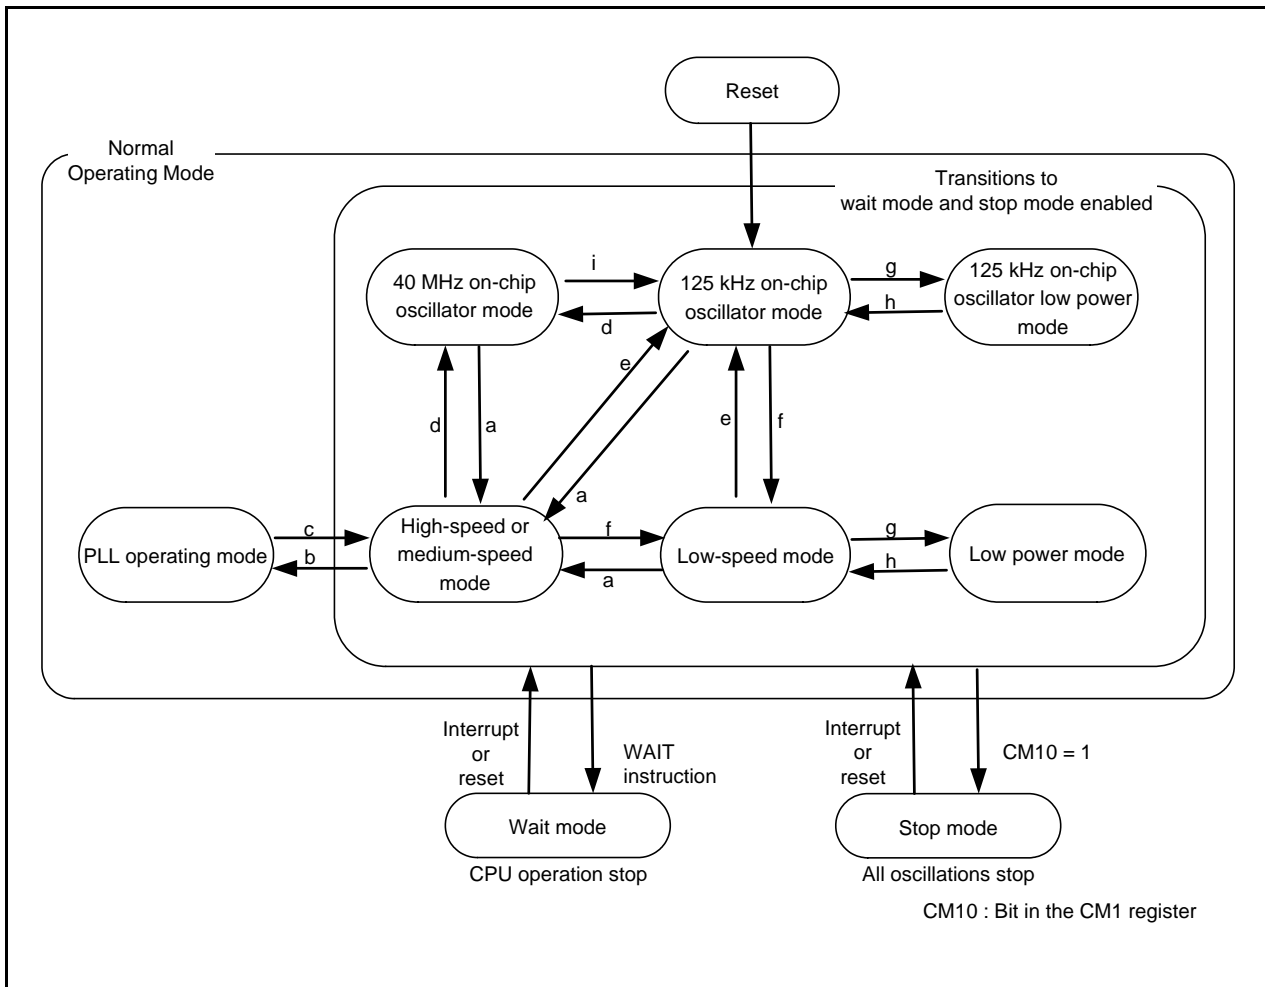 Reset
Normal
Operating Mode
Transitions to
wait mode and stop mode enabled
40 MHz on-chip
oscillator mode
i
d
125 kHz on-chip
oscillator mode
g
h
125 kHz on-chip
oscillator low power
mode
d
a
e
a
e
f
PLL operating mode
c
b
High-speed or
medium-speed
mode
f
a
Low-speed mode
g
h
Low power mode
Interrupt
or
reset
WAIT
instruction
Interrupt
or
reset
CM10 = 1
Wait mode
Stop mode
CPU operation stop
All oscillations stop
CM10 : Bit in the CM1 register